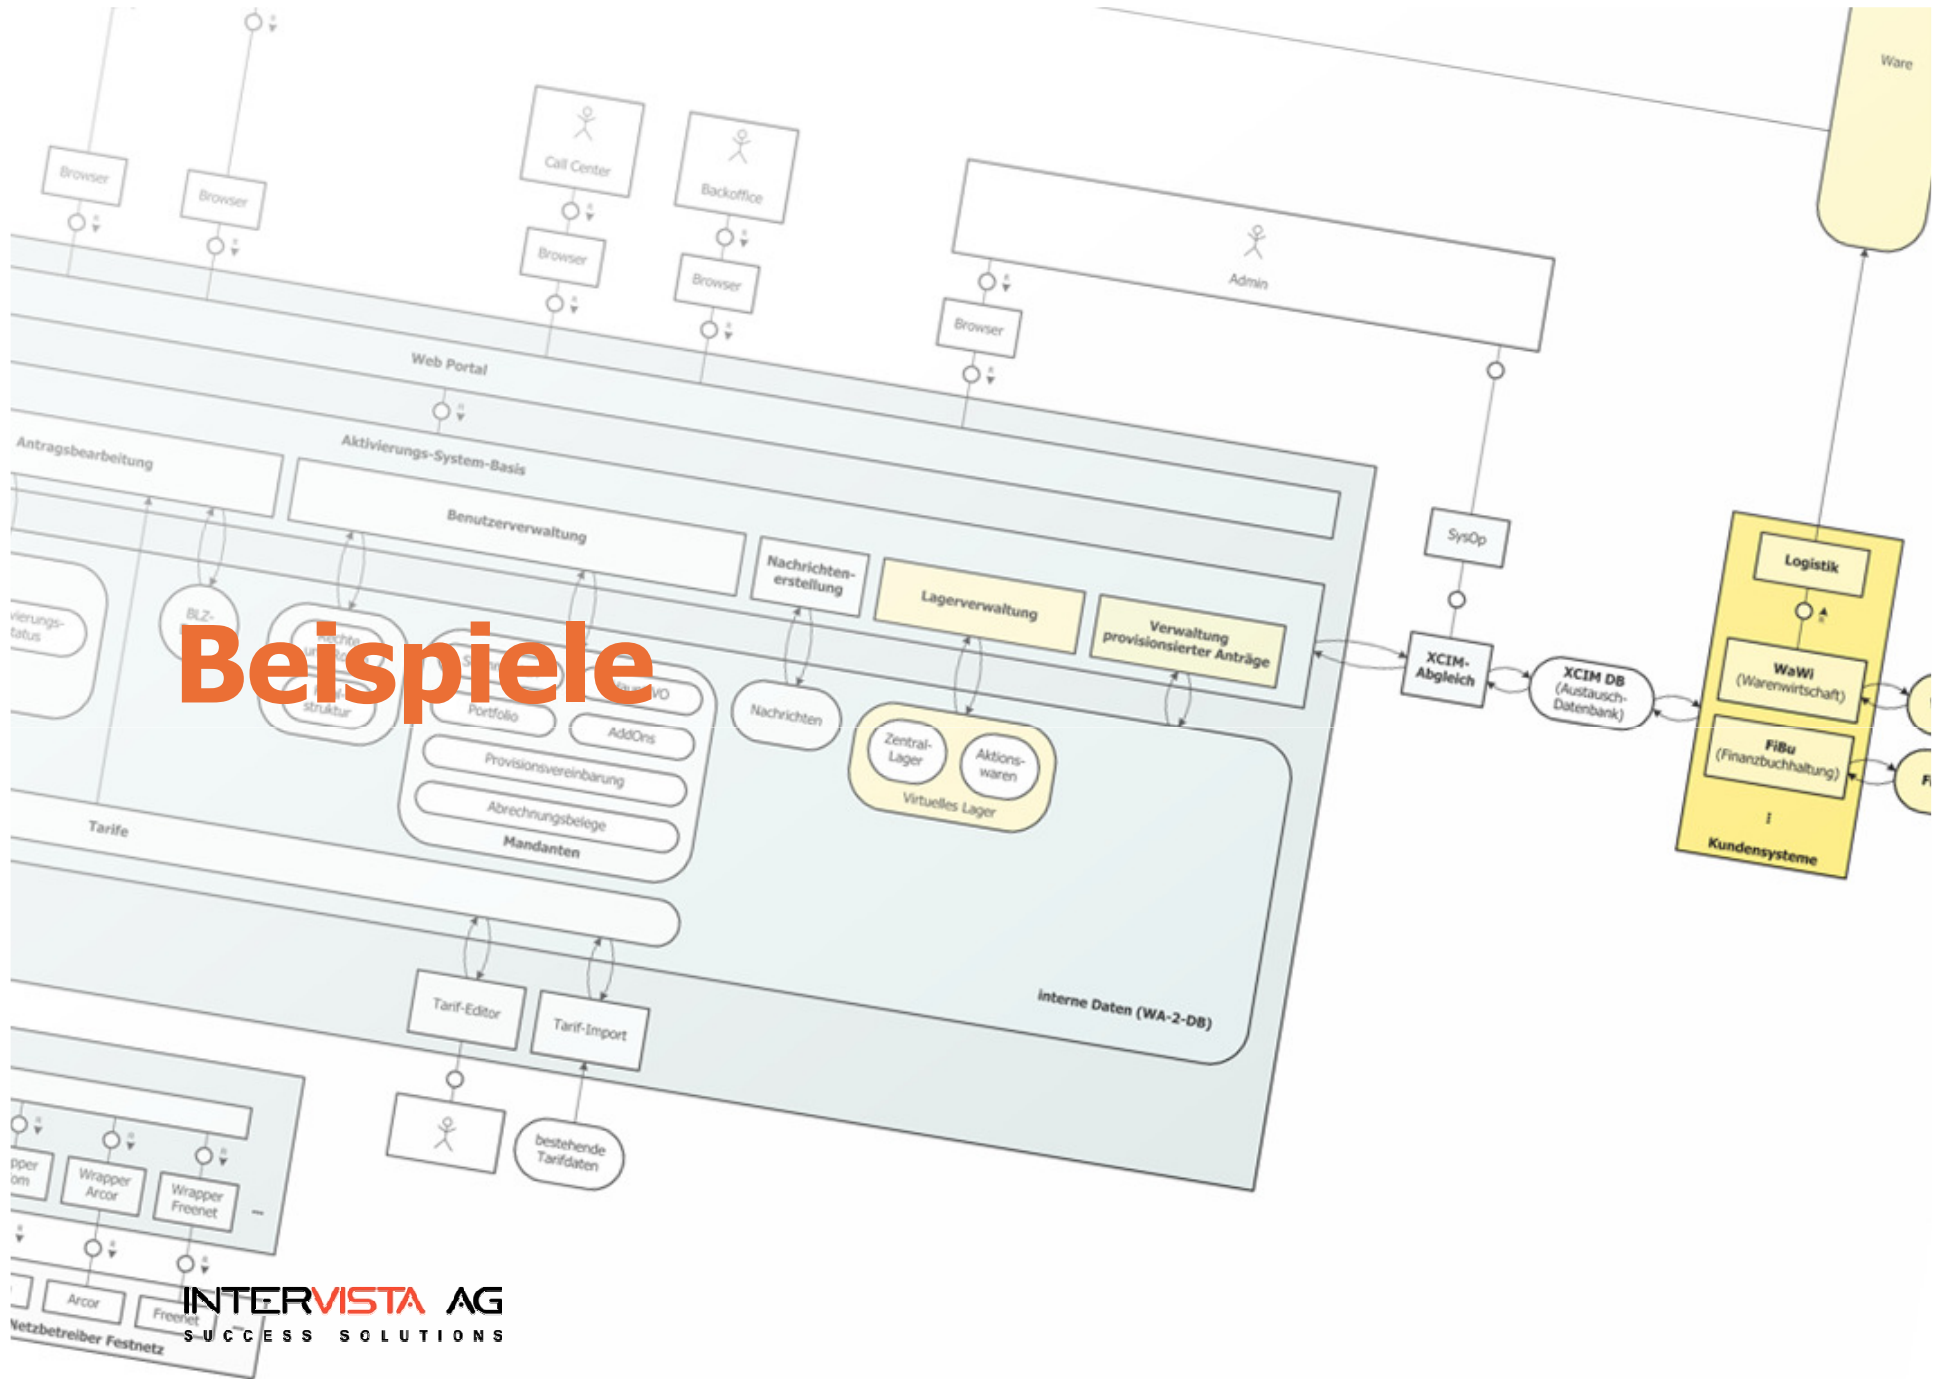 Ware
Call Center
Backoffice
Browser
Browser
Browser
Browser
Admin
Browser
Web Portal
Aktivierungs-System-Basis
Antragsbearbeitung
Benutzerverwaltung
Nachrichten-
erstellung
Lagerverwaltung
Verwaltung
provisionierter Anträge
SysOp
XCIM-
Abgleich
XCIM DB
(Austausch-
Datenbank)
Logistik
WaWi
(Warenwirtschaft)
FiBu
(Finanzbuchhaltung)
⋮
Kundensysteme
BLZ-
Rechte
struktur
Beispiele
Portfolio
AddOns
Provisionsvereinbarung
Abrechnungsbelege
Mandanten
Nachrichten
Zentral-
Lager
Aktions-
waren
Virtuelles Lager
Tarife
interne Daten (WA-2-DB)
Tarif-Editor
Tarif-Import
bestehende
Tarifdaten
Wrapper
Arcor
Wrapper
Freenet
Arcor
Freenet
Netzbetreiber Festnetz
INTERVISTA AG
SUCCESS SOLUTIONS